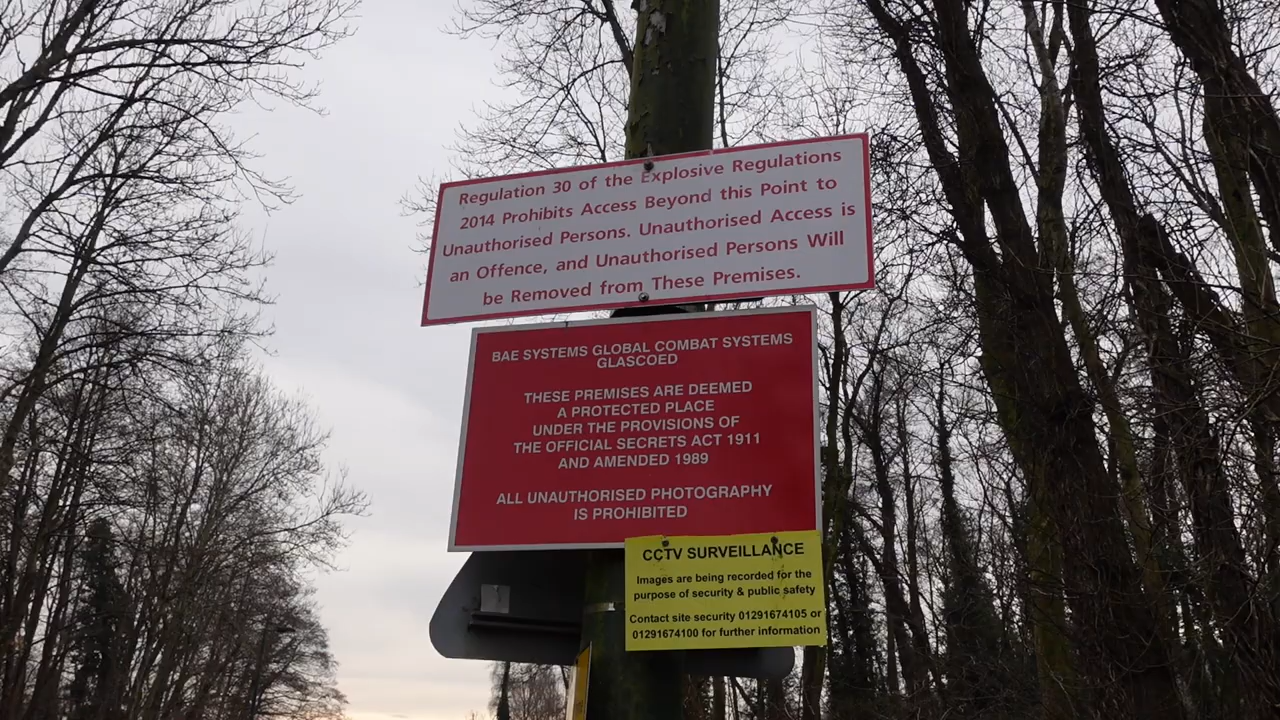 Regulation 30 of the Explosive Regulations
2014 Prohibits Access Beyond this Point to
Unauthorised Persons. Unauthorised Access is
an Offence, and Unauthorised Persons Will
be Removed from These Premises.
BAE SYSTEMS GLOBAL COMBAT SYSTEMS
GLASCOED
THESE PREMISES ARE DEEMED
A PROTECTED PLACE
UNDER THE PROVISIONS OF
THE OFFICIAL SECRETS ACT 1911
AND AMENDED 1989
ALL UNAUTHORISED PHOTOGRAPHY
IS PROHIBITED
CCTV SURVEILLANCE
Images are being recorded for the
purpose of security & public safety
Contact site security 01291674105 or
01291674100 for further information